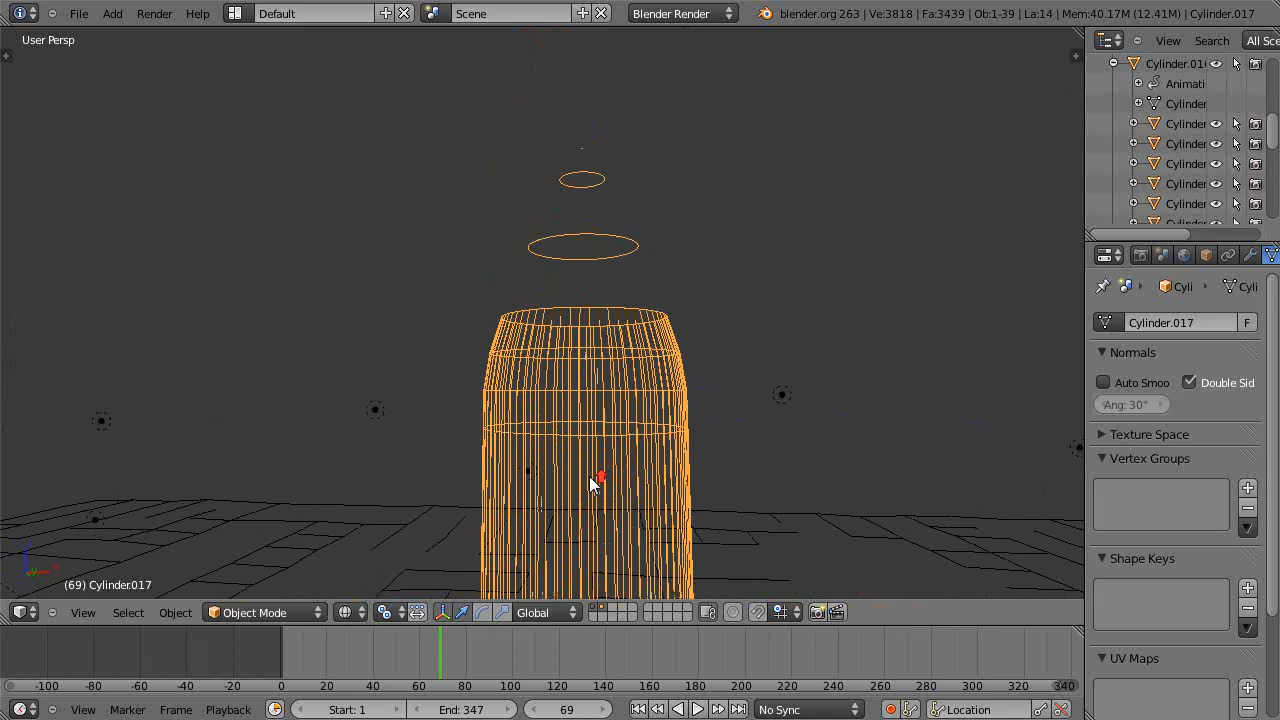 File Add Render Help Default Scene Blender Render blender.org 263 | Ve:3818 | Fa:3439 | Ob:1-39 | La:14 | Mem:40.17M (12.41M) | Cylinder.017
User Persp
View Search All Sce
Cylinder.01
Animati
Cylinder
Cylinder
Cylinder
Cylinder
Cylinder
Cylinder
Cyli Cyli
Cylinder.017 F
Normals
Auto Smoo Double Sid
Ang: 30°
Texture Space
Vertex Groups
Shape Keys
UV Maps
(69) Cylinder.017
View Select Object Object Mode Global
-100 -80 -60 -40 -20 0 20 40 60 80 100 120 140 160 180 200 220 240 260 280 300 320 340
View Marker Frame Playback Start: 1 End: 347 69 No Sync Location